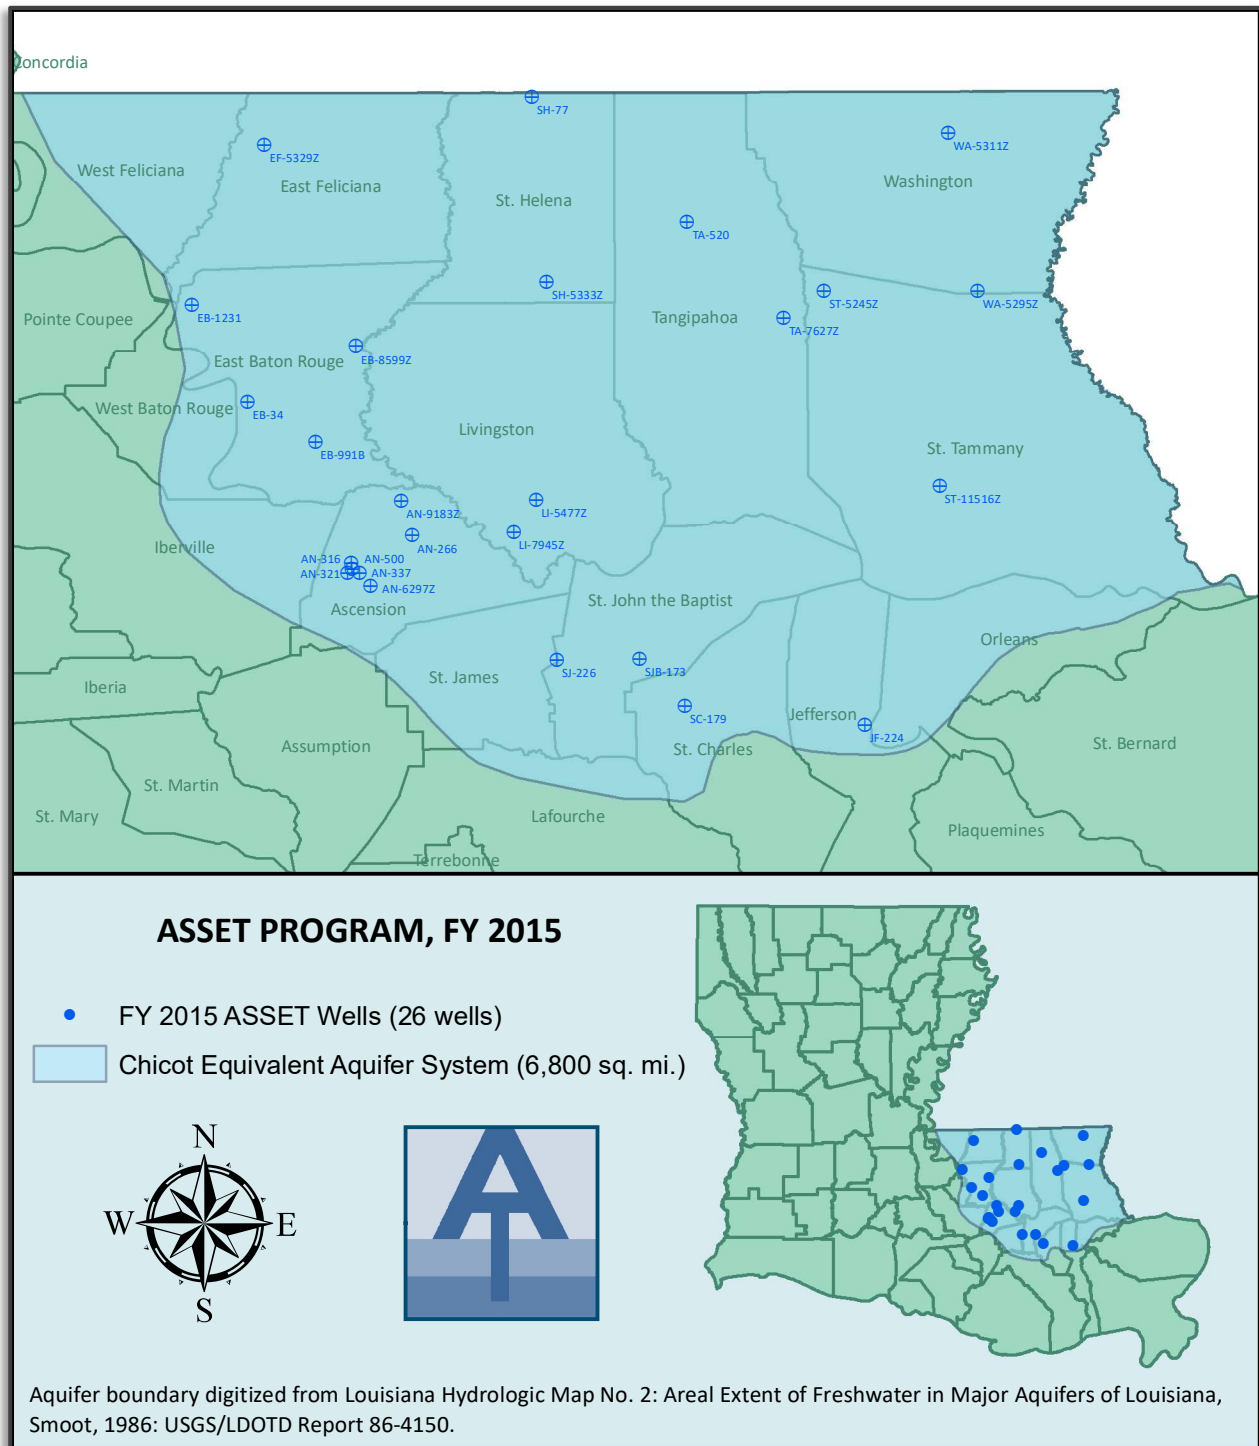 Concordia
SH-77
WA-5311Z
EF-5329Z
West Feliciana
East Feliciana
Washington
St. Helena
TA-520
SH-5333Z
ST-5245Z
WA-5295Z
EB-1231
Pointe Coupee
Tangipahoa
TA-7627Z
East Baton Rouge
EB-8599Z
West Baton Rouge
EB-34
Livingston
EB-991B
St. Tammany
ST-11516Z
AN-9183Z
LI-5477Z
AN-266
LI-7945Z
Iberville
AN-316
AN-500
AN-321
AN-337
AN-6297Z
Ascension
St. John the Baptist
Orleans
SJ-226
SJB-173
St. James
Iberia
SC-179
Jefferson
JF-224
Assumption
St. Charles
St. Bernard
St. Martin
St. Mary
Lafourche
Plaquemines
Terrebonne
ASSET PROGRAM, FY 2015
FY 2015 ASSET Wells (26 wells)
Chicot Equivalent Aquifer System (6,800 sq. mi.)
N
W
E
S
AT
Aquifer boundary digitized from Louisiana Hydrologic Map No. 2: Areal Extent of Freshwater in Major Aquifers of Louisiana,
Smoot, 1986: USGS/LDOTD Report 86-4150.